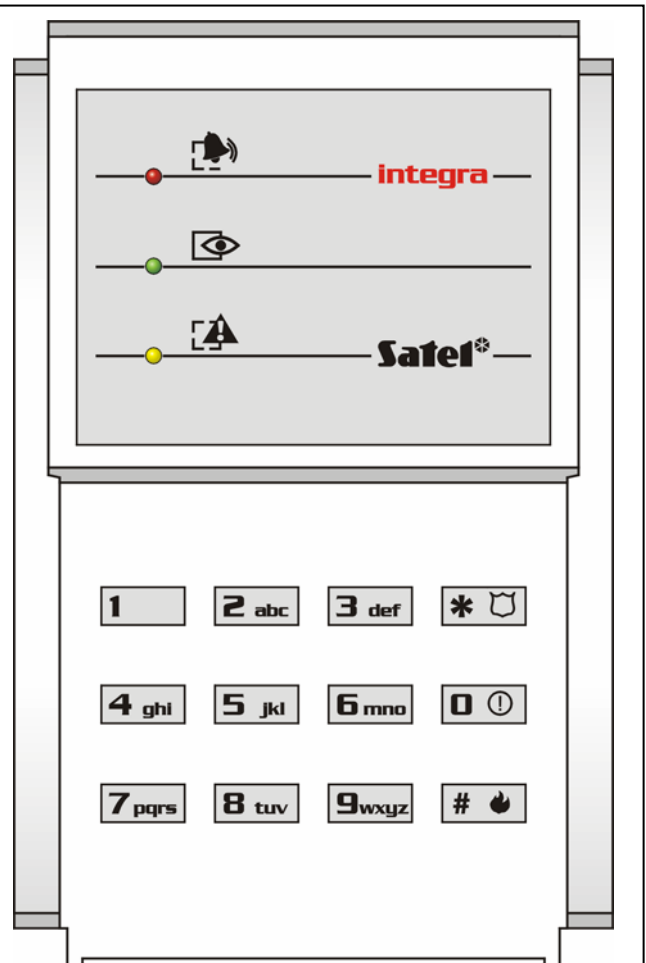 integra
Satel
1 2 abc 3 def *
4 ghi 5 jkl 6 mno 0
7 pqrs 8 tuv 9 wxyz #